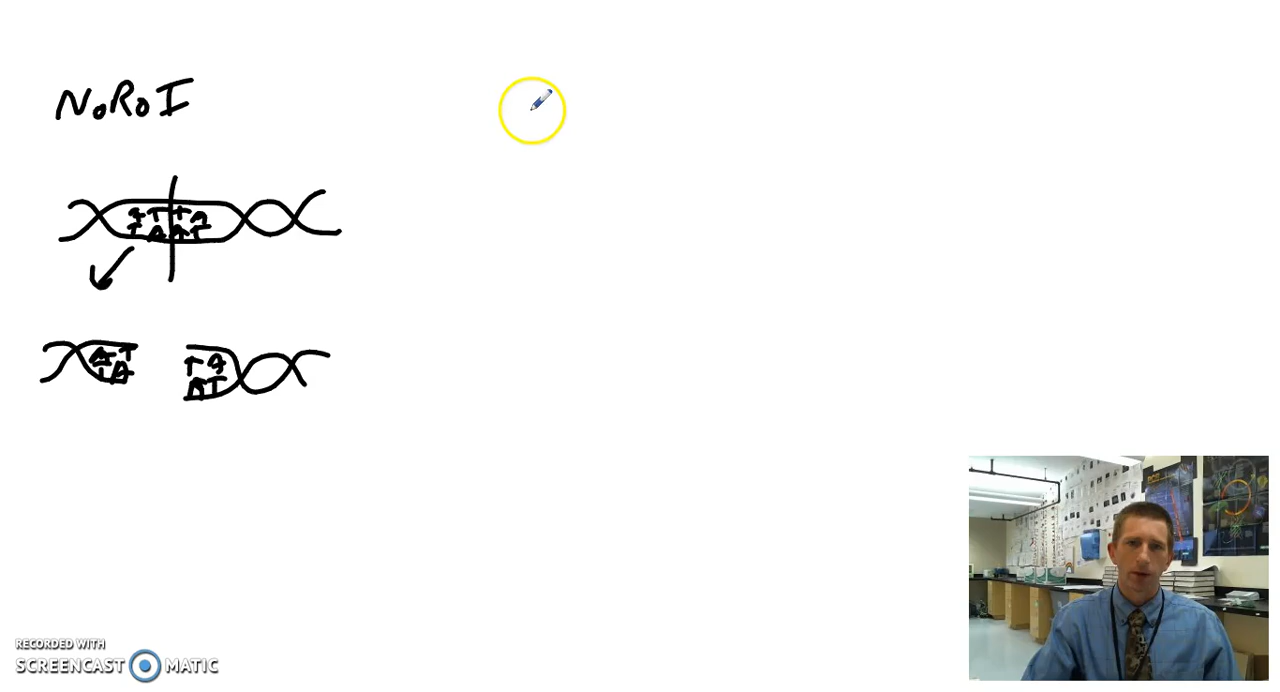 NoRoI
A T T A
T A A T
A T T A
T A A T
RECORDED WITH
SCREENCAST MATIC